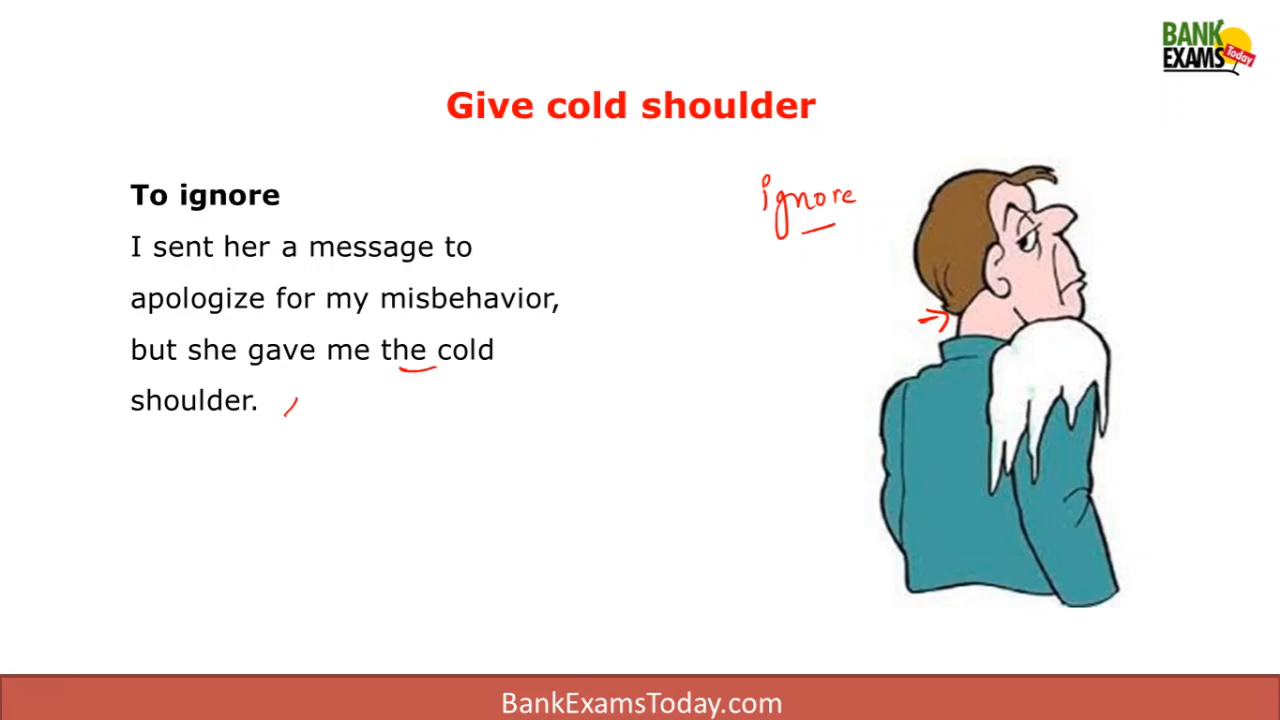 BANK
EXAMS Today
Give cold shoulder
To ignore
I sent her a message to
apologize for my misbehavior,
but she gave me the cold
shoulder.
ignore
BankExamsToday.com